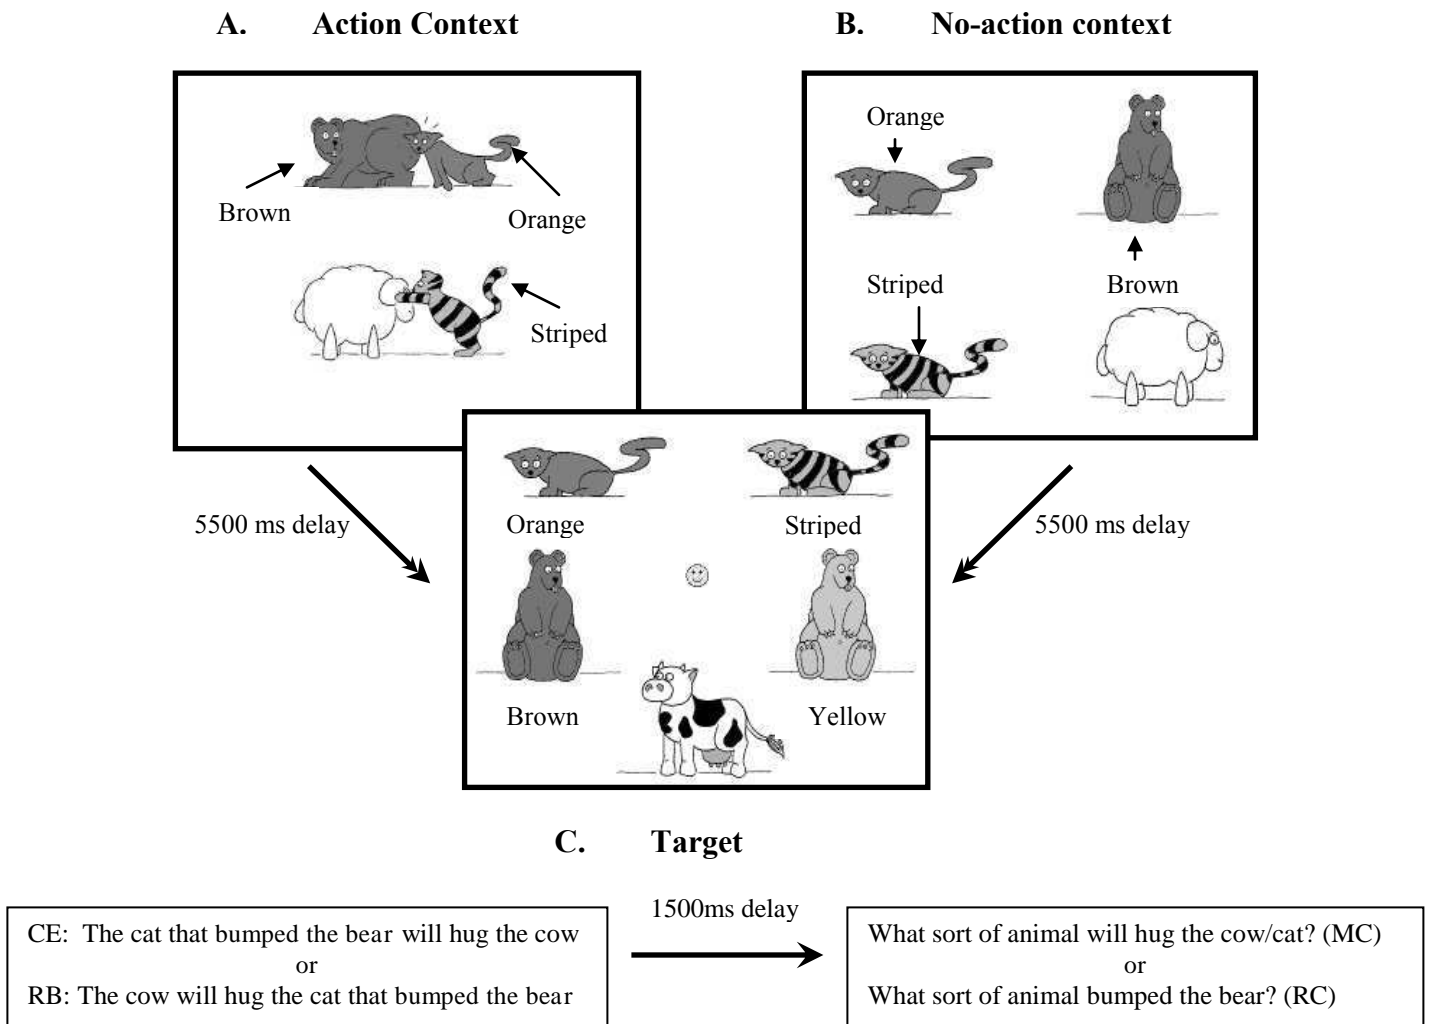 A. Action Context
B. No-action context
Brown
Orange
Striped
Orange
Striped
Brown
5500 ms delay
5500 ms delay
Orange
Striped
Brown
Yellow
C. Target
CE: The cat that bumped the bear will hug the cow
or
RB: The cow will hug the cat that bumped the bear
1500ms delay
What sort of animal will hug the cow/cat? (MC)
or
What sort of animal bumped the bear? (RC)